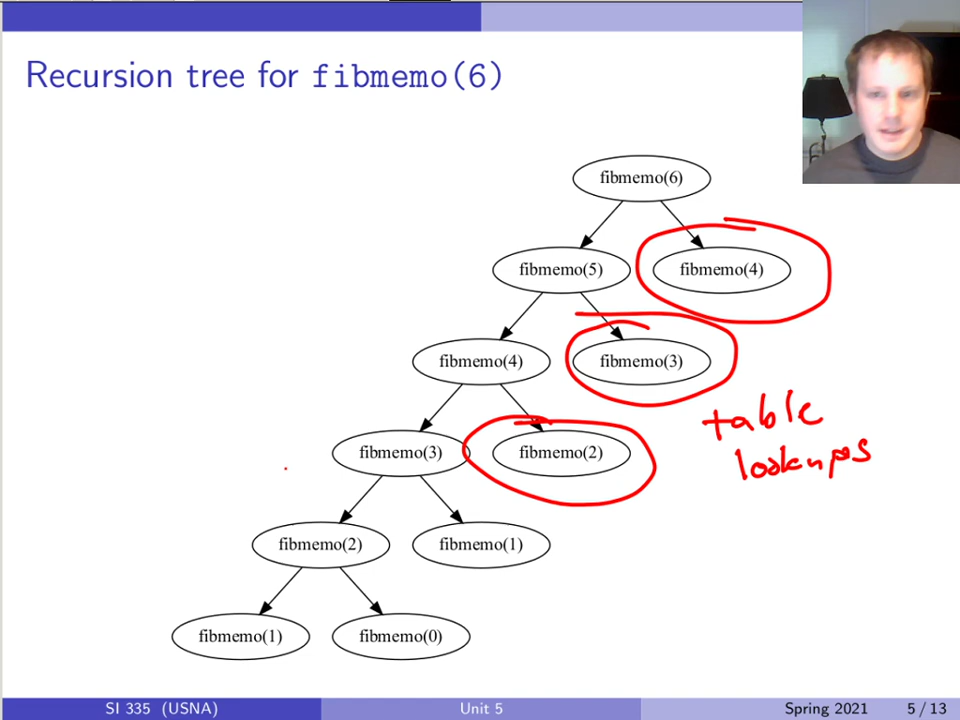 Recursion tree for fibmemo(6)
fibmemo(6)
fibmemo(5)
fibmemo(4)
fibmemo(4)
fibmemo(3)
fibmemo(3)
fibmemo(2)
table
lookups
fibmemo(2)
fibmemo(1)
fibmemo(1)
fibmemo(0)
SI 335 (USNA)
Unit 5
Spring 2021
5 / 13